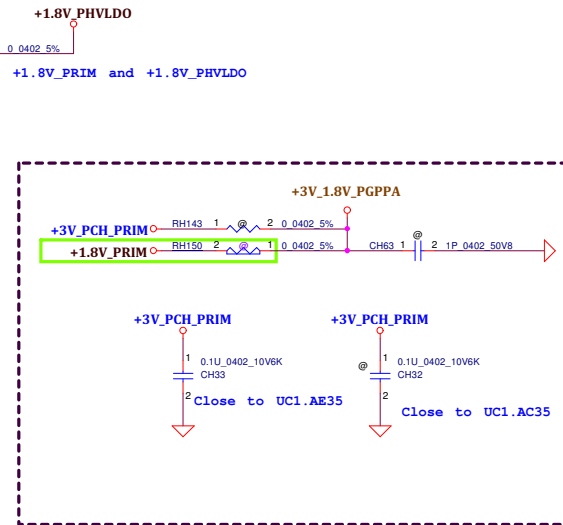 +1.8V_PHVLDO
0_0402_5%
+1.8V_PRIM and +1.8V_PHVLDO
+3V_1.8V_PGPPA
+3V_PCH_PRIM RH143 1 @ 2 0_0402_5%
+1.8V_PRIM RH150 2 @ 1 0_0402_5% CH63 1 @ 2 1P_0402_50V8
+3V_PCH_PRIM +3V_PCH_PRIM
1 0.1U_0402_10V6K 1 0.1U_0402_10V6K
CH33 @ CH32
2 Close to UC1.AE35 2 Close to UC1.AC35